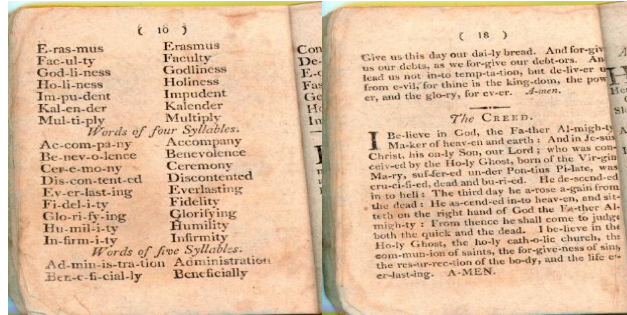 ( 16 )
E-ras-mus Erasmus
Fac-ul-ty Faculty
God-li-ness Godliness
Ho-li-ness Holiness
Im-pu-dent Impudent
Kal-en-der Kalender
Mul-ti-ply Multiply
Words of four Syllables.
Ac-com-pa-ny Accompany
Be-nev-o-lence Benevolence
Cer-e-mo-ny Ceremony
Dis-con-tent-ed Discontented
Ev-er-last-ing Everlasting
Fi-del-i-ty Fidelity
Glo-ri-fy-ing Glorifying
Hu-mil-i-ty Humility
In-firm-i-ty Infirmity
Words of five Syllables.
Ad-min-is-tra-tion Administration
Ben-e-fi-cial-ly Beneficially
Con
De-
( 18 )
Give us this day our dai-ly bread. And for-giv
us our debts, as we for-give our debt-ors. An
lead us not in-to temp-ta-tion, but de-liv-er u
from e-vil, for thine is the king-dom, the pow
er, and the glo-ry, for ev-er. A-men.
The CREED.
I Be-lieve in God, the Fa-ther Al-migh-ty
Ma-ker of heav-en and earth: And in Je-sus
Christ, his on-ly Son, our Lord; who was con-
ceiv-ed by the Ho-ly Ghost, born of the Vir-gin
Ma-ry, suf-fer-ed un-der Pon-tius Pi-late, was
cru-ci-fi-ed, dead and bu-ri-ed. He de-scend-ed
in-to hell: The third day he a-rose a-gain from
the dead: He as-cend-ed in-to heav-en, and sit-
teth on the right hand of God the Fa-ther Al-
migh-ty: From thence he shall come to judge
both the quick and the dead. I be-lieve in the
Ho-ly Ghost, the ho-ly cath-o-lic church, the
com-mun-ion of saints, the for-give-ness of sins,
the res-ur-rec-tion of the bo-dy, and the life e-
er-last-ing. A-MEN.